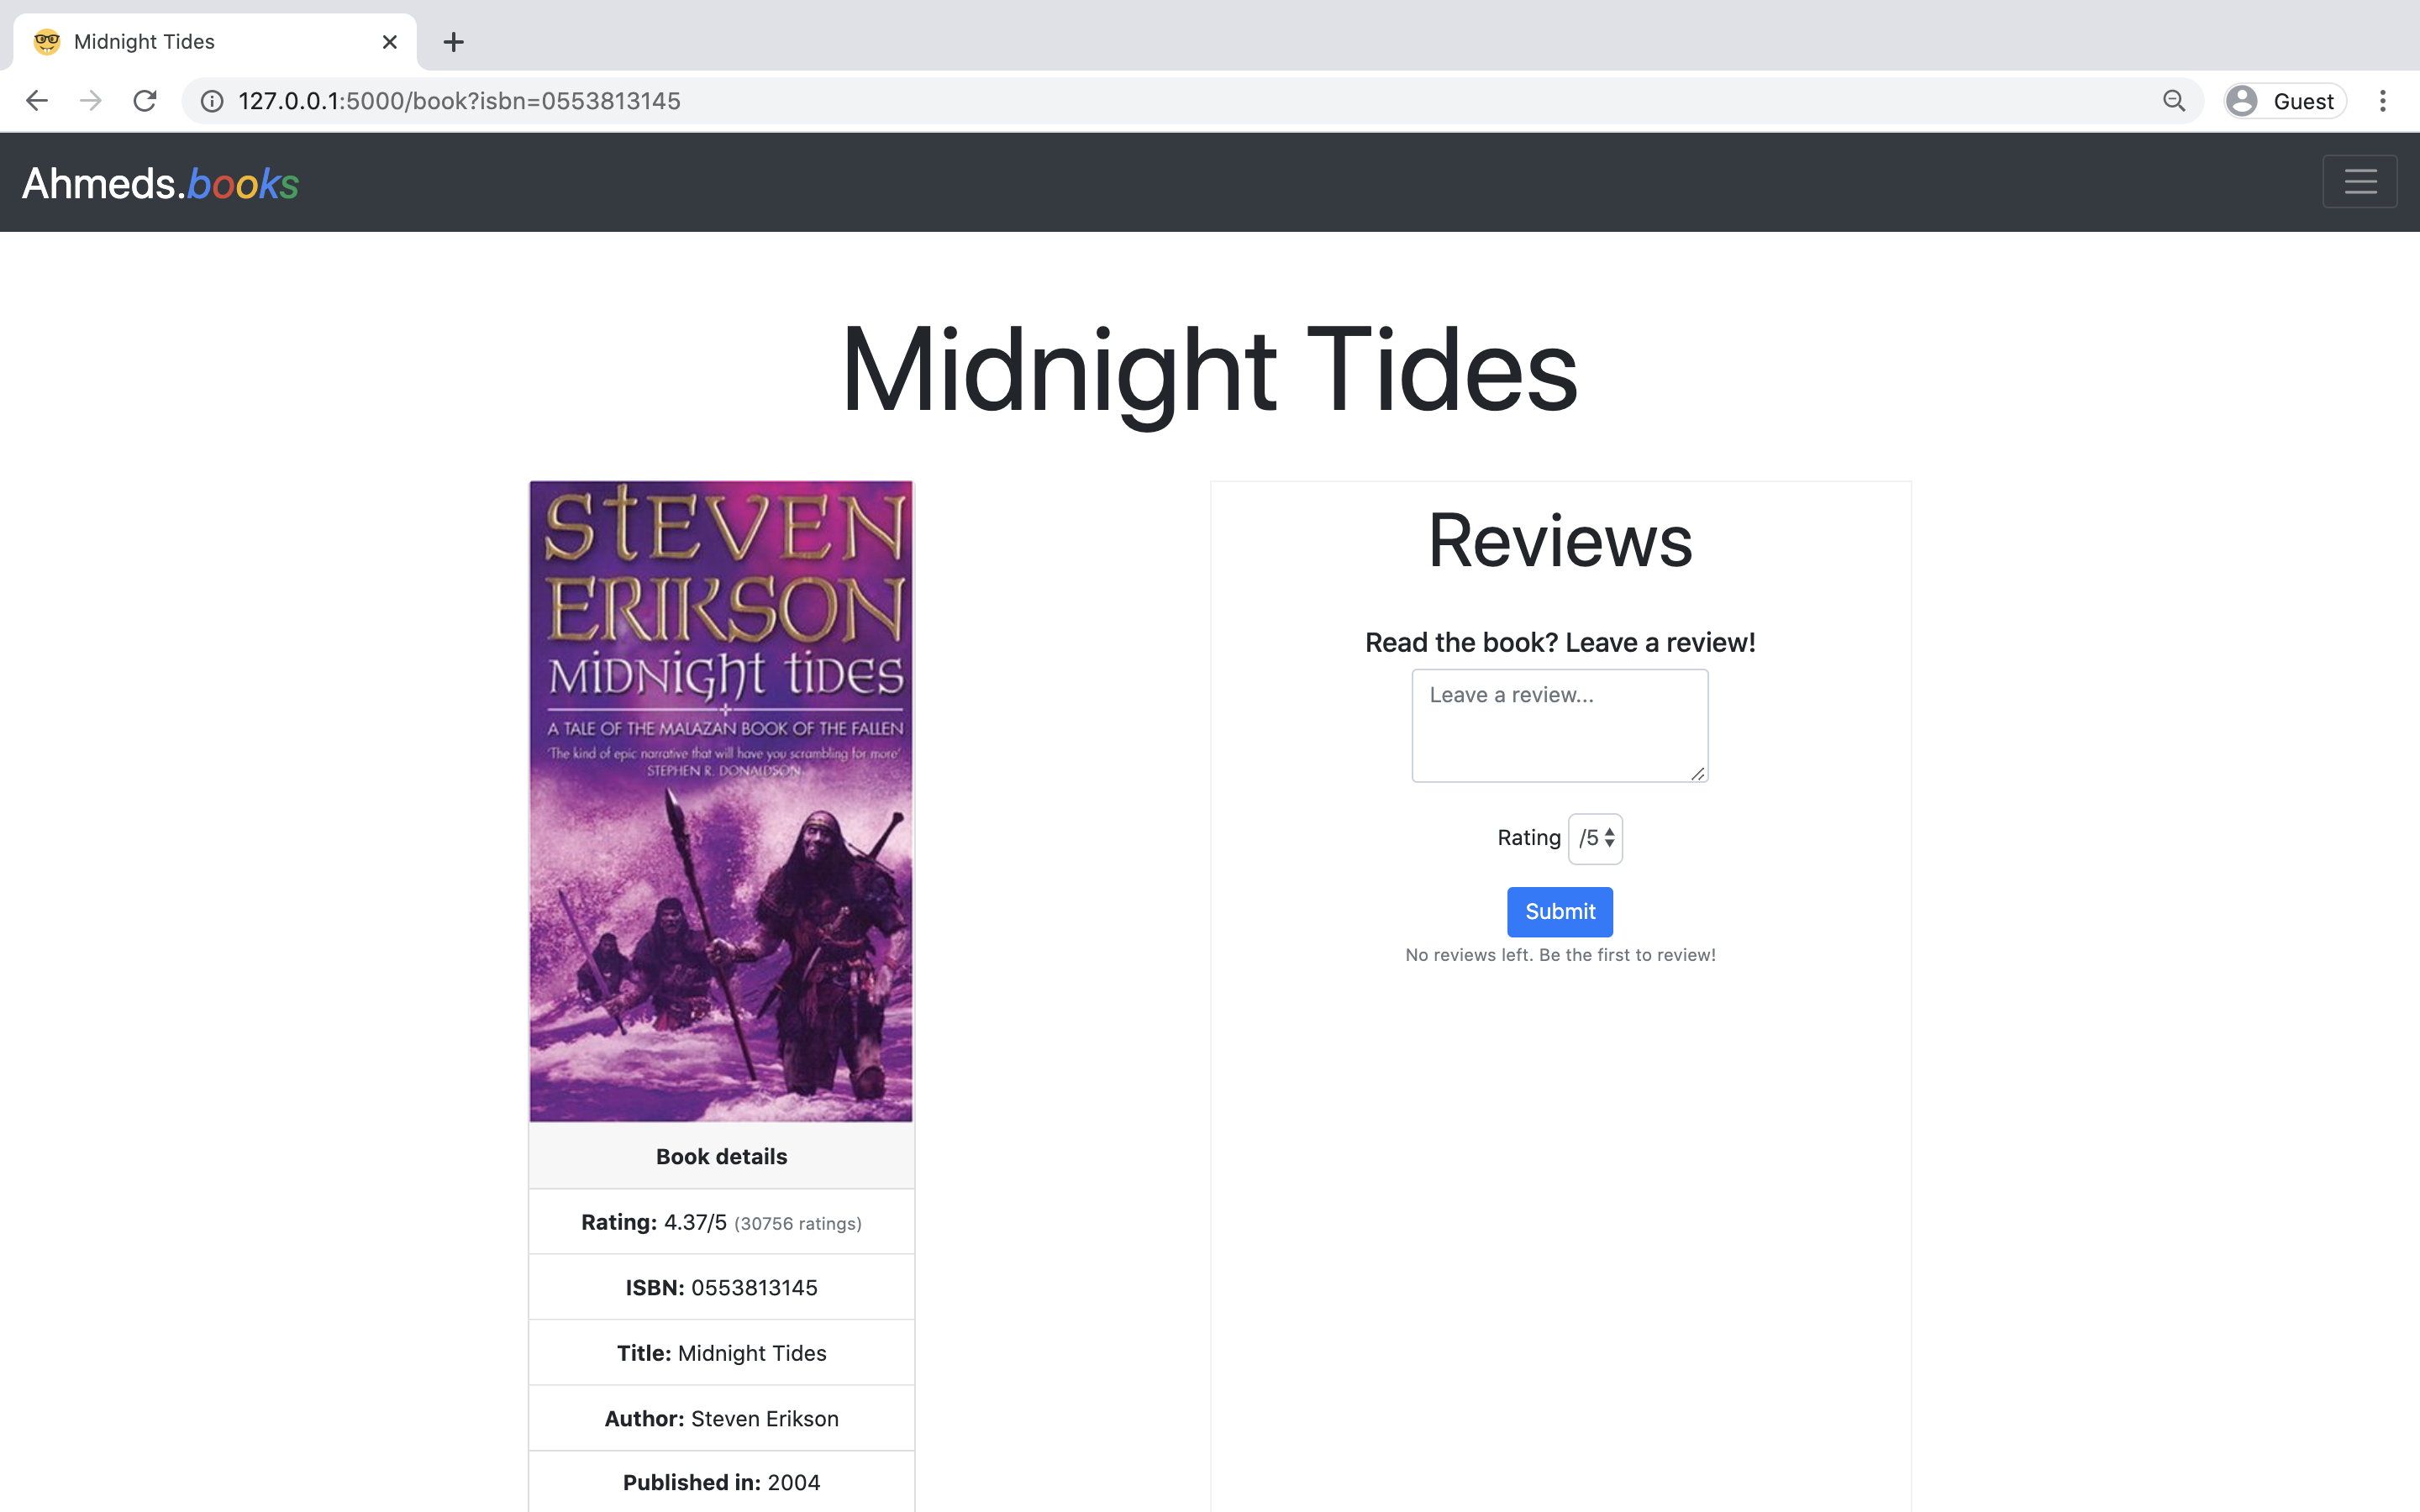 Midnight Tides
127.0.0.1:5000/book?isbn=0553813145
Guest
Ahmeds.books
Midnight Tides
STEVEN
ERIKSON
MIDNIGHT TIDES
A TALE OF THE MALAZAN BOOK OF THE FALLEN
'The kind of epic narrative that will have you scrambling for more'
STEPHEN R. DONALDSON
Book details
Rating: 4.37/5 (30756 ratings)
ISBN: 0553813145
Title: Midnight Tides
Author: Steven Erikson
Published in: 2004
Reviews
Read the book? Leave a review!
Leave a review...
Rating /5
Submit
No reviews left. Be the first to review!